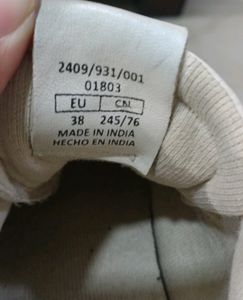 2409/931/001
01803
EU CN
38 245/76
MADE IN INDIA
HECHO EN INDIA